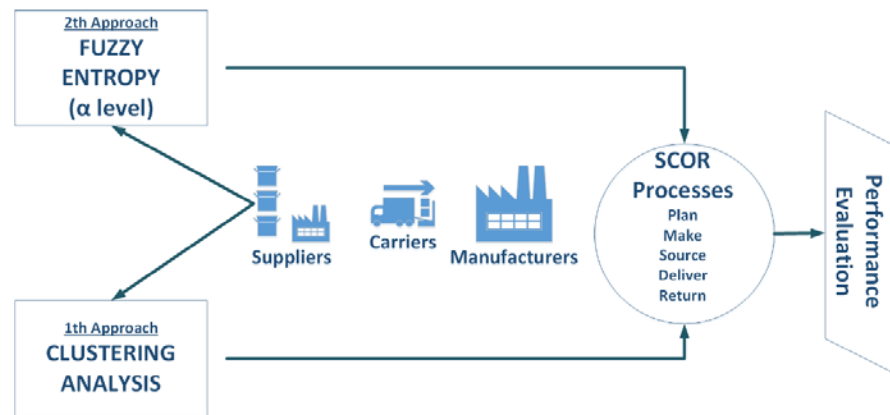 2th Approach
FUZZY
ENTROPY
(α level)
Suppliers
Carriers
Manufacturers
SCOR
Processes
Plan
Make
Source
Deliver
Return
Performance
Evaluation
1th Approach
CLUSTERING
ANALYSIS